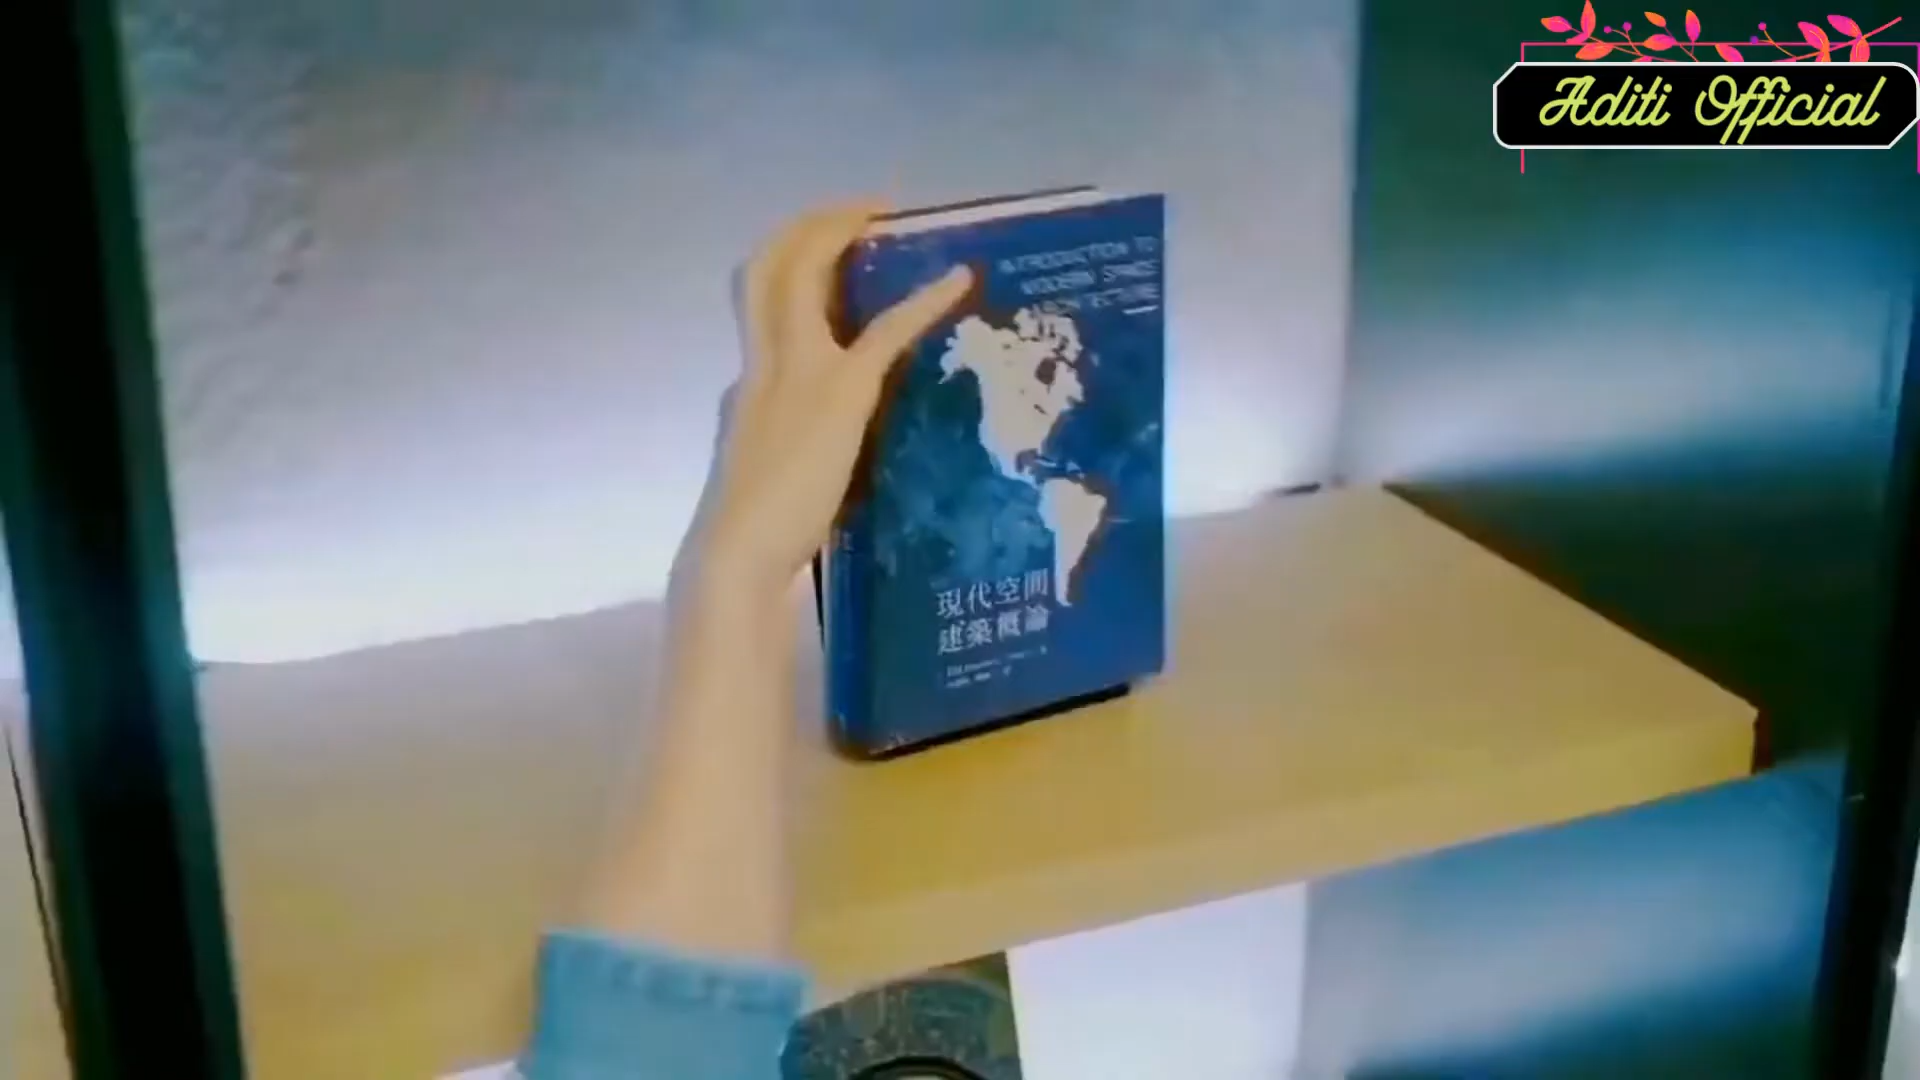 Aditi Official
INTRODUCTION TO
MODERN SPACE
ARCHITECTURE
現代空間
建築概論